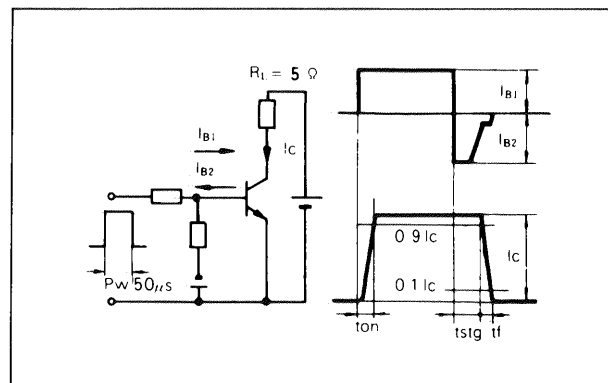 RL = 5 Ω
IB1
IB2
IC
Pw 50μs
IB1
IB2
0.9 Ic
Ic
0.1 Ic
ton
tstg
tf